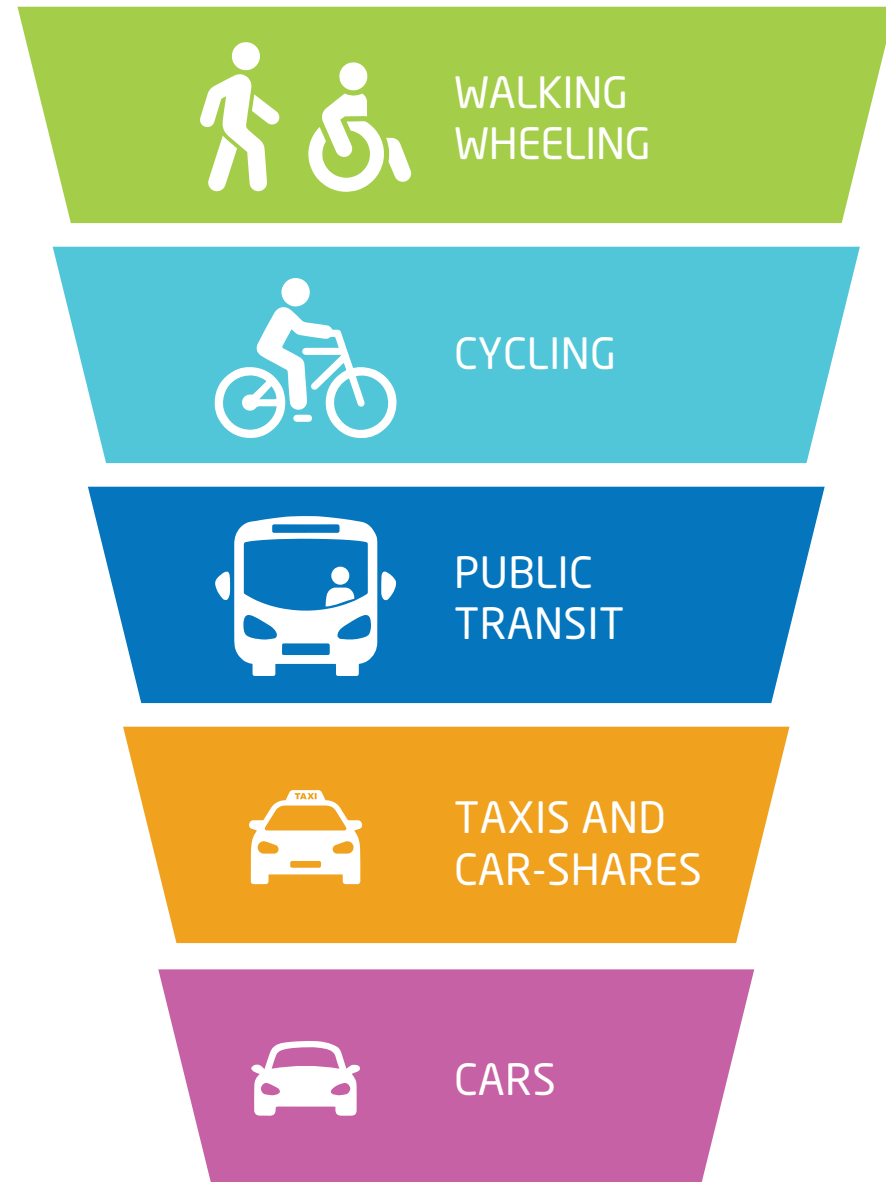 WALKING
WHEELING
CYCLING
PUBLIC
TRANSIT
TAXI
TAXIS AND
CAR-SHARES
CARS